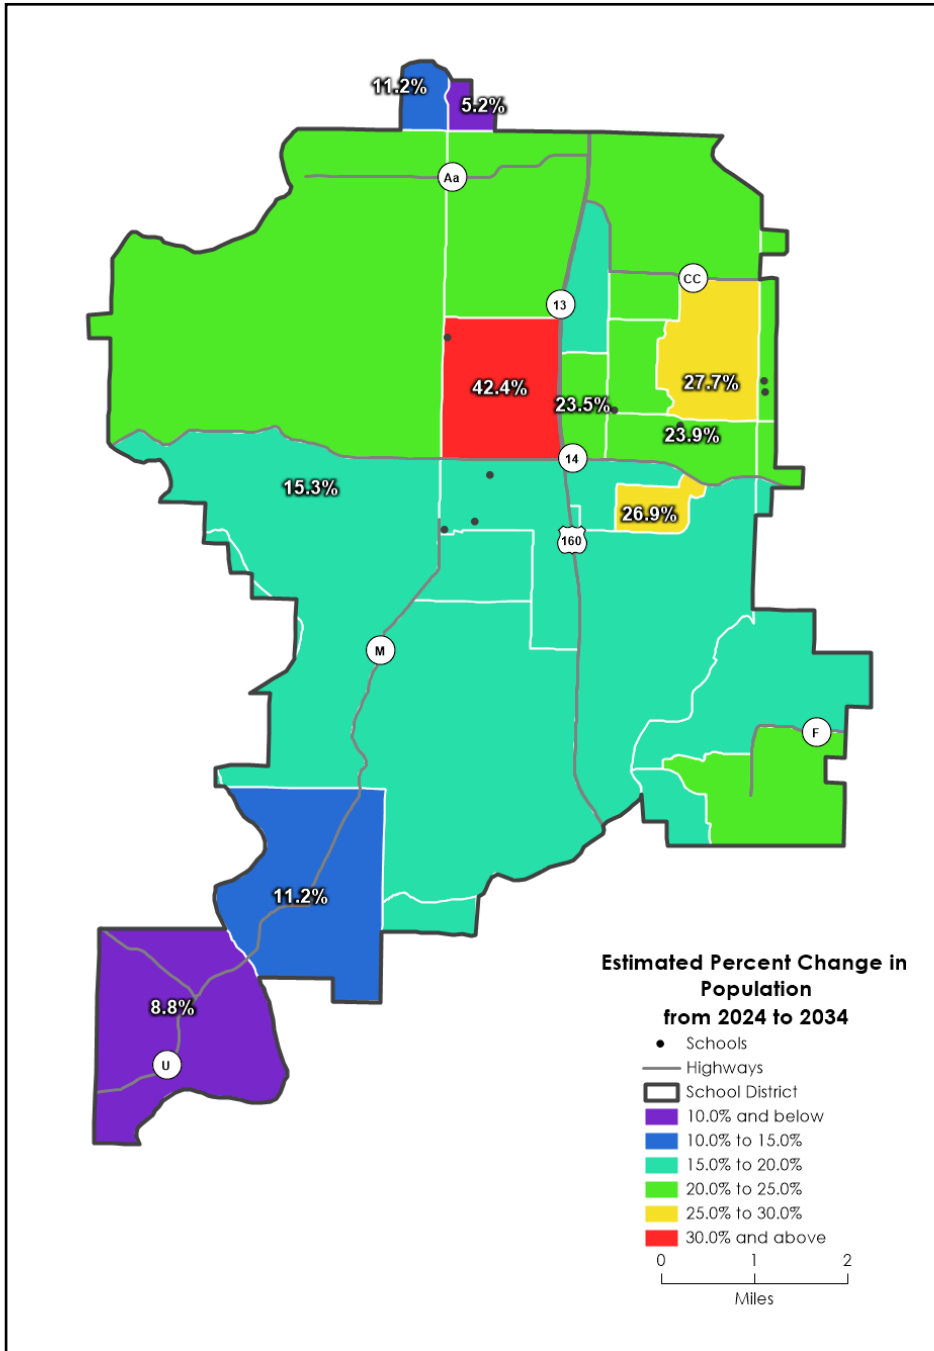 11.2%
5.2%
Aa
CC
13
42.4%
27.7%
23.5%
23.9%
14
15.3%
26.9%
160
M
F
11.2%
8.8%
U
Estimated Percent Change in
Population
from 2024 to 2034
Schools
Highways
School District
10.0% and below
10.0% to 15.0%
15.0% to 20.0%
20.0% to 25.0%
25.0% to 30.0%
30.0% and above
0 1 2
Miles